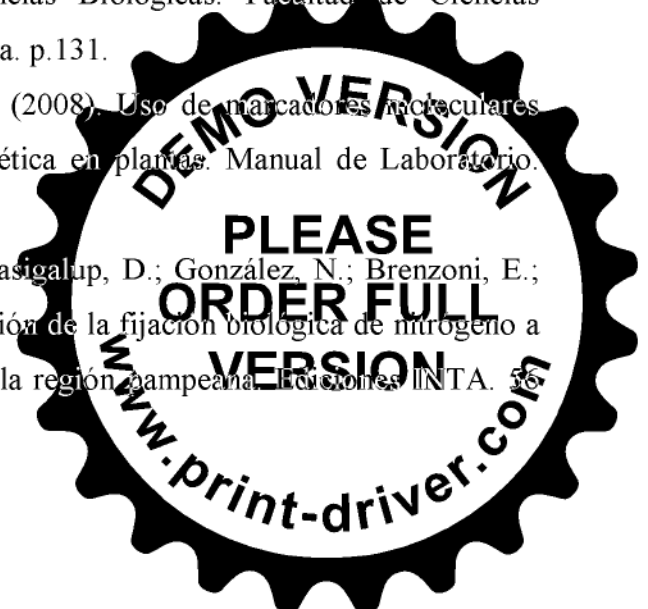 Biológicas. Facultad de Ciencias
a. p.131.
(2008). Uso de marcadores moleculares
ética en plantas. Manual de Laboratorio.
asigalup, D.; González, N.; Brenzoni, E.;
ión de la fijación biológica de nitrógeno a
la región pampeana. Ediciones INTA. 56
DEMO VERSION
PLEASE
ORDER FULL
VERSION
www.print-driver.com